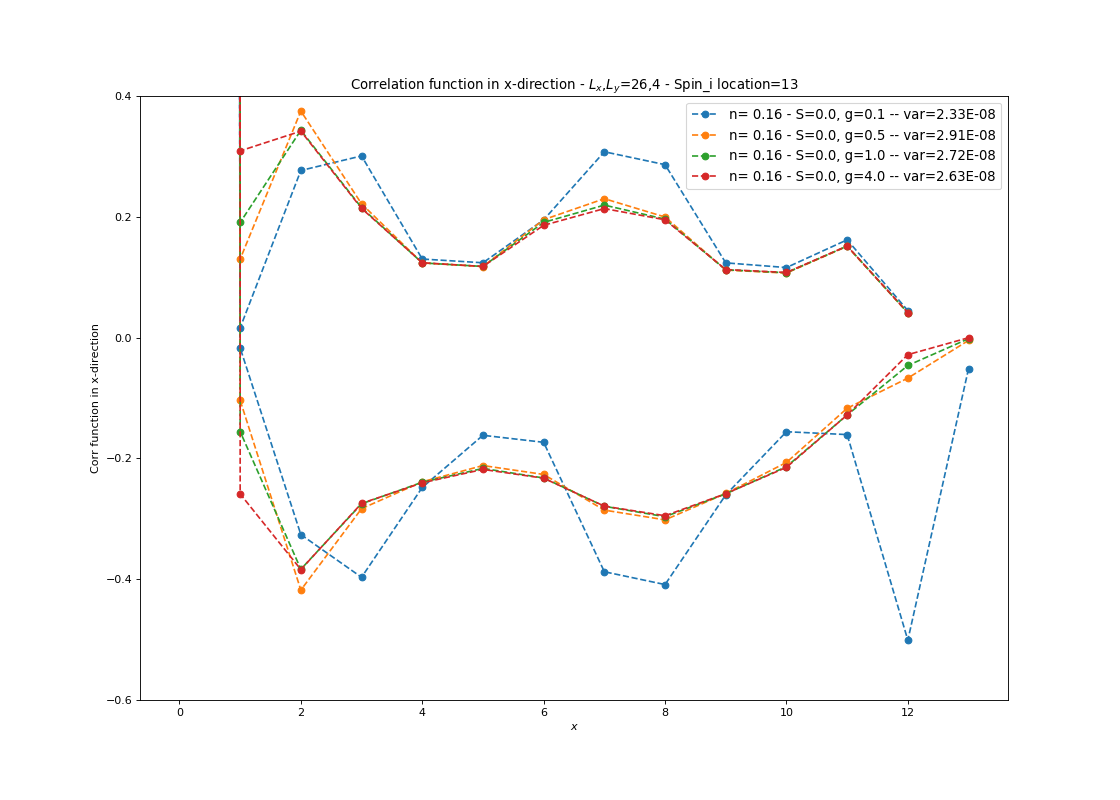 Correlation function in x-direction - Lx,Ly=26,4 - Spin_i location=13
n= 0.16 - S=0.0, g=0.1 -- var=2.33E-08
n= 0.16 - S=0.0, g=0.5 -- var=2.91E-08
n= 0.16 - S=0.0, g=1.0 -- var=2.72E-08
n= 0.16 - S=0.0, g=4.0 -- var=2.63E-08
Corr function in x-direction
0.4
0.2
0.0
−0.2
−0.4
−0.6
0 2 4 6 8 10 12
x